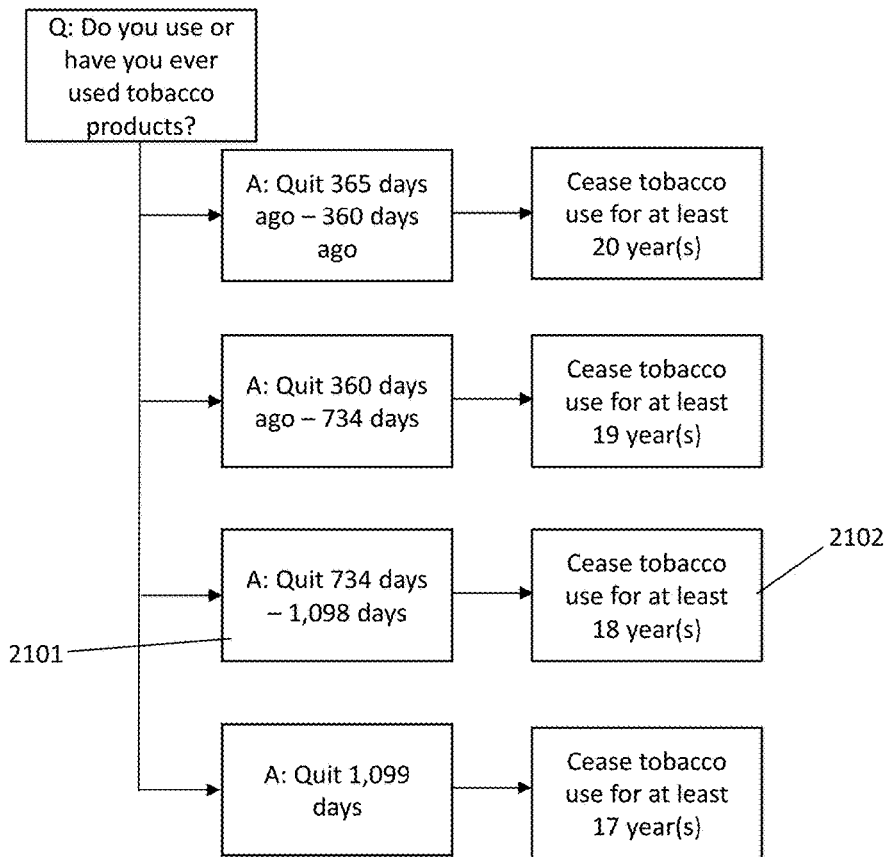 Q: Do you use or
have you ever
used tobacco
products?
A: Quit 365 days
ago – 360 days
ago
Cease tobacco
use for at least
20 year(s)
A: Quit 360 days
ago – 734 days
Cease tobacco
use for at least
19 year(s)
A: Quit 734 days
– 1,098 days
Cease tobacco
use for at least
18 year(s)
2102
2101
A: Quit 1,099
days
Cease tobacco
use for at least
17 year(s)